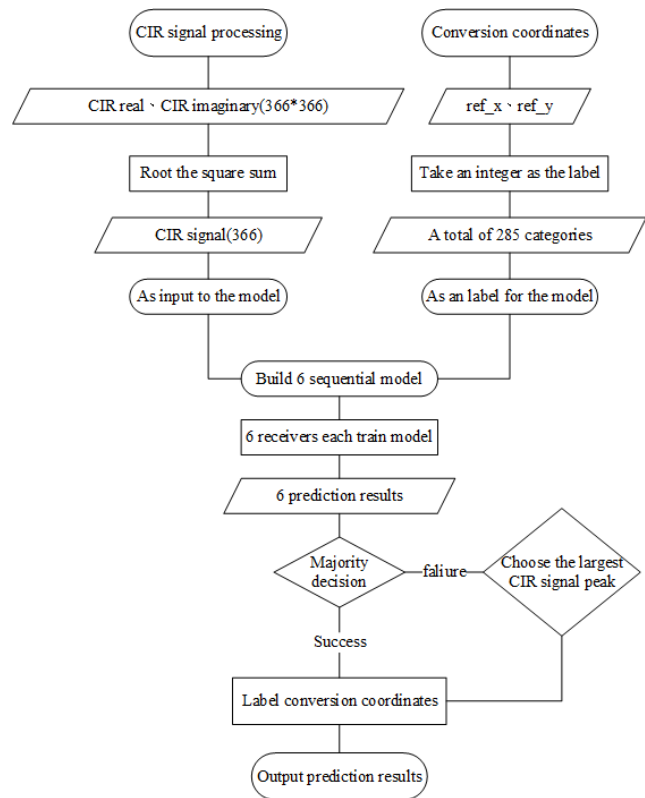 CIR signal processing
CIR real、CIR imaginary(366*366)
Root the square sum
CIR signal(366)
As input to the model
Conversion coordinates
ref_x、ref_y
Take an integer as the label
A total of 285 categories
As an label for the model
Build 6 sequential model
6 receivers each train model
6 prediction results
Majority
decision
faliure
Choose the largest
CIR signal peak
Success
Label conversion coordinates
Output prediction results